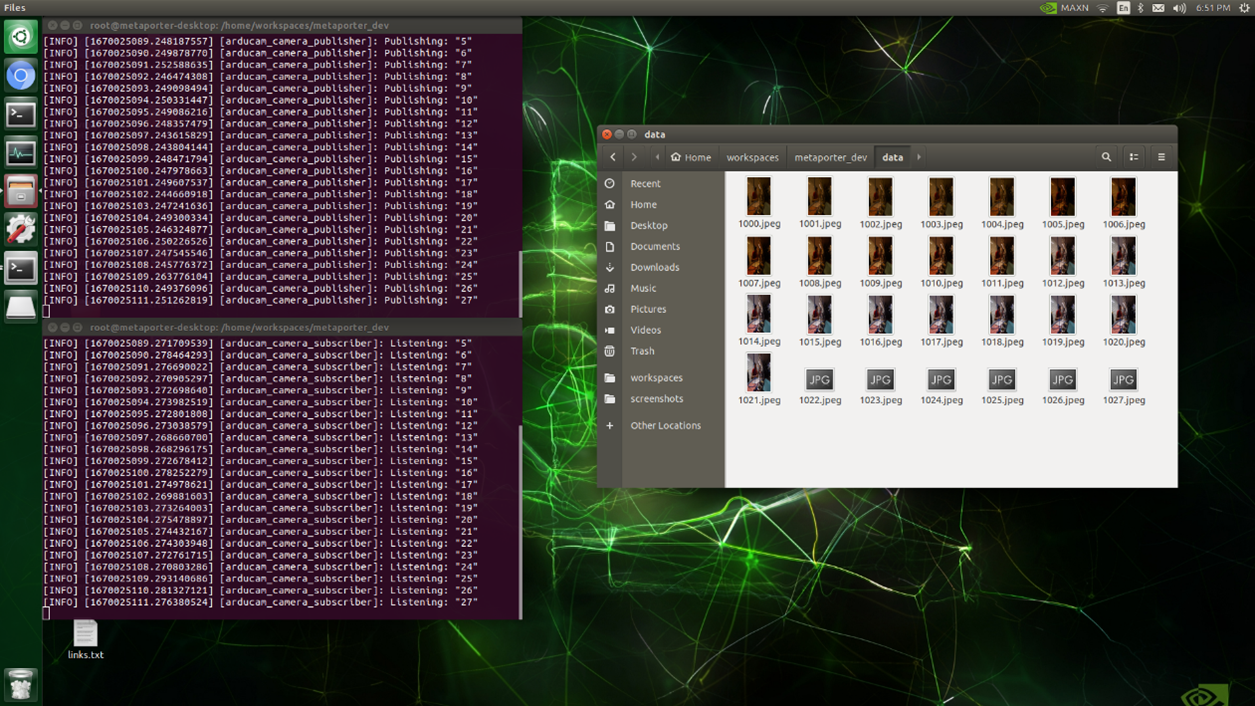 Files
MAXN En 6:51 PM
root@metaporter-desktop: /home/workspaces/metaporter_dev
[INFO] [1670025089.248187557] [arducam_camera_publisher]: Publishing: "5"
[INFO] [1670025090.249878770] [arducam_camera_publisher]: Publishing: "6"
[INFO] [1670025091.252588635] [arducam_camera_publisher]: Publishing: "7"
[INFO] [1670025092.246474308] [arducam_camera_publisher]: Publishing: "8"
[INFO] [1670025093.249098494] [arducam_camera_publisher]: Publishing: "9"
[INFO] [1670025094.250331447] [arducam_camera_publisher]: Publishing: "10"
[INFO] [1670025095.249086216] [arducam_camera_publisher]: Publishing: "11"
[INFO] [1670025096.248357479] [arducam_camera_publisher]: Publishing: "12"
[INFO] [1670025097.243615829] [arducam_camera_publisher]: Publishing: "13"
[INFO] [1670025098.243804144] [arducam_camera_publisher]: Publishing: "14"
[INFO] [1670025099.248471794] [arducam_camera_publisher]: Publishing: "15"
[INFO] [1670025100.247978663] [arducam_camera_publisher]: Publishing: "16"
[INFO] [1670025101.249607537] [arducam_camera_publisher]: Publishing: "17"
[INFO] [1670025102.244660918] [arducam_camera_publisher]: Publishing: "18"
[INFO] [1670025103.247241636] [arducam_camera_publisher]: Publishing: "19"
[INFO] [1670025104.249300334] [arducam_camera_publisher]: Publishing: "20"
[INFO] [1670025105.246324877] [arducam_camera_publisher]: Publishing: "21"
[INFO] [1670025106.250226526] [arducam_camera_publisher]: Publishing: "22"
[INFO] [1670025107.247545546] [arducam_camera_publisher]: Publishing: "23"
[INFO] [1670025108.245776372] [arducam_camera_publisher]: Publishing: "24"
[INFO] [1670025109.263776104] [arducam_camera_publisher]: Publishing: "25"
[INFO] [1670025110.249376096] [arducam_camera_publisher]: Publishing: "26"
[INFO] [1670025111.251262819] [arducam_camera_publisher]: Publishing: "27"
root@metaporter-desktop: /home/workspaces/metaporter_dev
[INFO] [1670025089.271709539] [arducam_camera_subscriber]: Listening: "5"
[INFO] [1670025090.278464293] [arducam_camera_subscriber]: Listening: "6"
[INFO] [1670025091.276690022] [arducam_camera_subscriber]: Listening: "7"
[INFO] [1670025092.270905297] [arducam_camera_subscriber]: Listening: "8"
[INFO] [1670025093.272698640] [arducam_camera_subscriber]: Listening: "9"
[INFO] [1670025094.273982519] [arducam_camera_subscriber]: Listening: "10"
[INFO] [1670025095.272801808] [arducam_camera_subscriber]: Listening: "11"
[INFO] [1670025096.273038579] [arducam_camera_subscriber]: Listening: "12"
[INFO] [1670025097.268660700] [arducam_camera_subscriber]: Listening: "13"
[INFO] [1670025098.268296175] [arducam_camera_subscriber]: Listening: "14"
[INFO] [1670025099.272678412] [arducam_camera_subscriber]: Listening: "15"
[INFO] [1670025100.278252279] [arducam_camera_subscriber]: Listening: "16"
[INFO] [1670025101.274978621] [arducam_camera_subscriber]: Listening: "17"
[INFO] [1670025102.269881603] [arducam_camera_subscriber]: Listening: "18"
[INFO] [1670025103.273264003] [arducam_camera_subscriber]: Listening: "19"
[INFO] [1670025104.275478897] [arducam_camera_subscriber]: Listening: "20"
[INFO] [1670025105.274432167] [arducam_camera_subscriber]: Listening: "21"
[INFO] [1670025106.274303948] [arducam_camera_subscriber]: Listening: "22"
[INFO] [1670025107.272761715] [arducam_camera_subscriber]: Listening: "23"
[INFO] [1670025108.270803286] [arducam_camera_subscriber]: Listening: "24"
[INFO] [1670025109.293140686] [arducam_camera_subscriber]: Listening: "25"
[INFO] [1670025110.281327121] [arducam_camera_subscriber]: Listening: "26"
[INFO] [1670025111.276380524] [arducam_camera_subscriber]: Listening: "27"
links.txt
data
Home workspaces metaporter_dev data
Recent
Home
Desktop
Documents
Downloads
Music
Pictures
Videos
Trash
workspaces
screenshots
Other Locations
1000.jpeg 1001.jpeg 1002.jpeg 1003.jpeg 1004.jpeg 1005.jpeg 1006.jpeg
1007.jpeg 1008.jpeg 1009.jpeg 1010.jpeg 1011.jpeg 1012.jpeg 1013.jpeg
1014.jpeg 1015.jpeg 1016.jpeg 1017.jpeg 1018.jpeg 1019.jpeg 1020.jpeg
JPG JPG JPG JPG JPG JPG
1021.jpeg 1022.jpeg 1023.jpeg 1024.jpeg 1025.jpeg 1026.jpeg 1027.jpeg